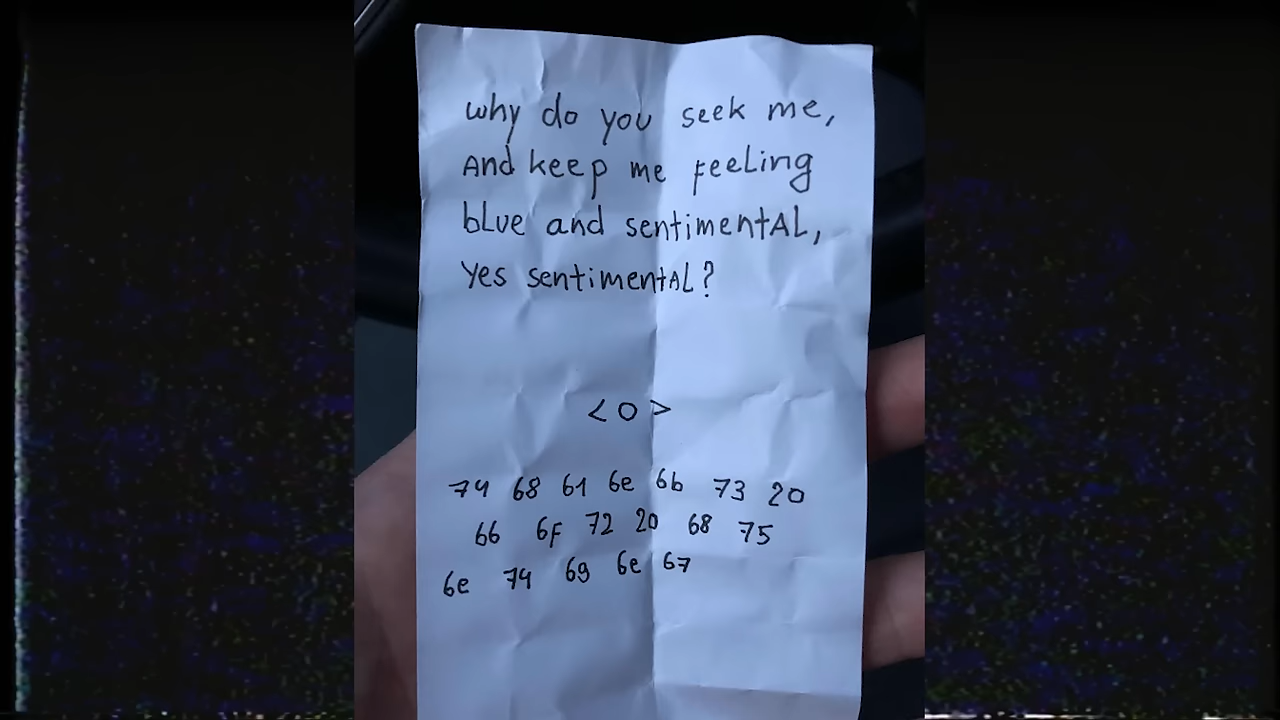 why do you seek me,
And keep me feeling
blue and sentimental,
Yes sentimental?
<0>
74 68 61 6e 6b 73 20
66 6F 72 20 68 75
6e 74 69 6e 67